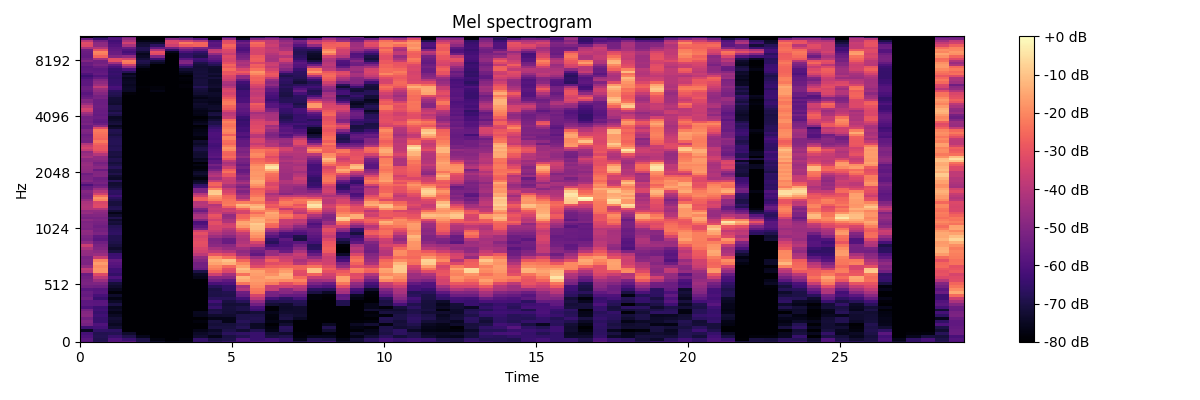 Mel spectrogram
8192
4096
2048
1024
512
0
Hz
0 5 10 15 20 25
Time
+0 dB
-10 dB
-20 dB
-30 dB
-40 dB
-50 dB
-60 dB
-70 dB
-80 dB